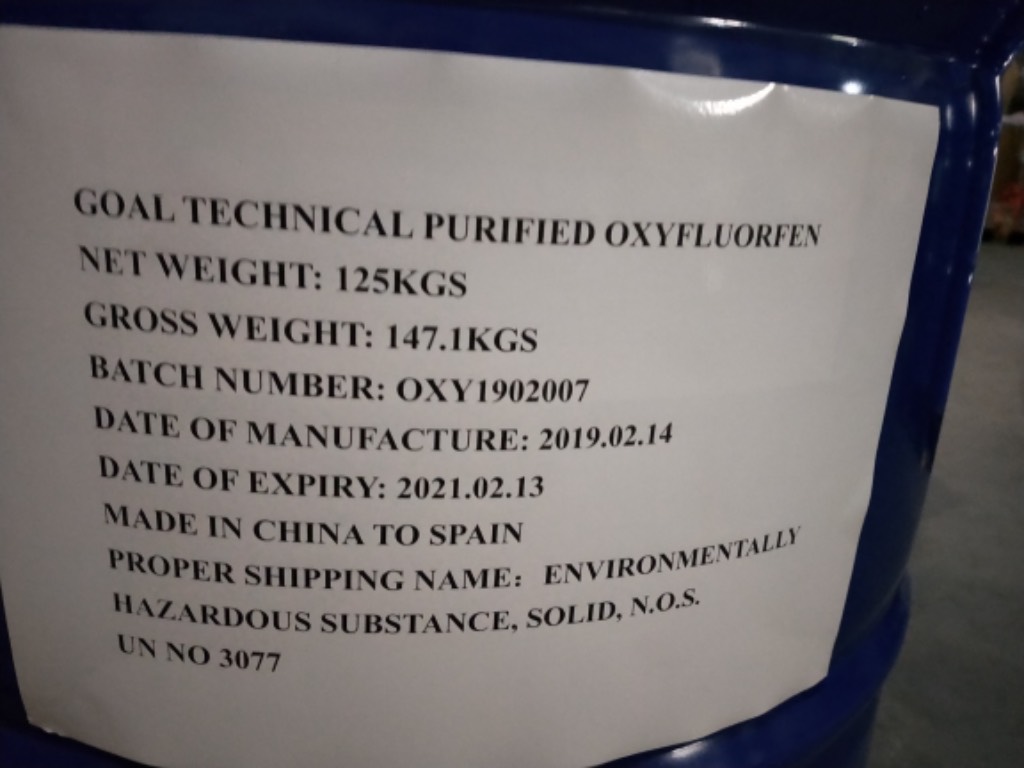 GOAL TECHNICAL PURIFIED OXYFLUORFEN
NET WEIGHT: 125KGS
GROSS WEIGHT: 147.1KGS
BATCH NUMBER: OXY1902007
DATE OF MANUFACTURE: 2019.02.14
DATE OF EXPIRY: 2021.02.13
MADE IN CHINA TO SPAIN
PROPER SHIPPING NAME: ENVIRONMENTALLY
HAZARDOUS SUBSTANCE, SOLID, N.O.S.
UN NO 3077